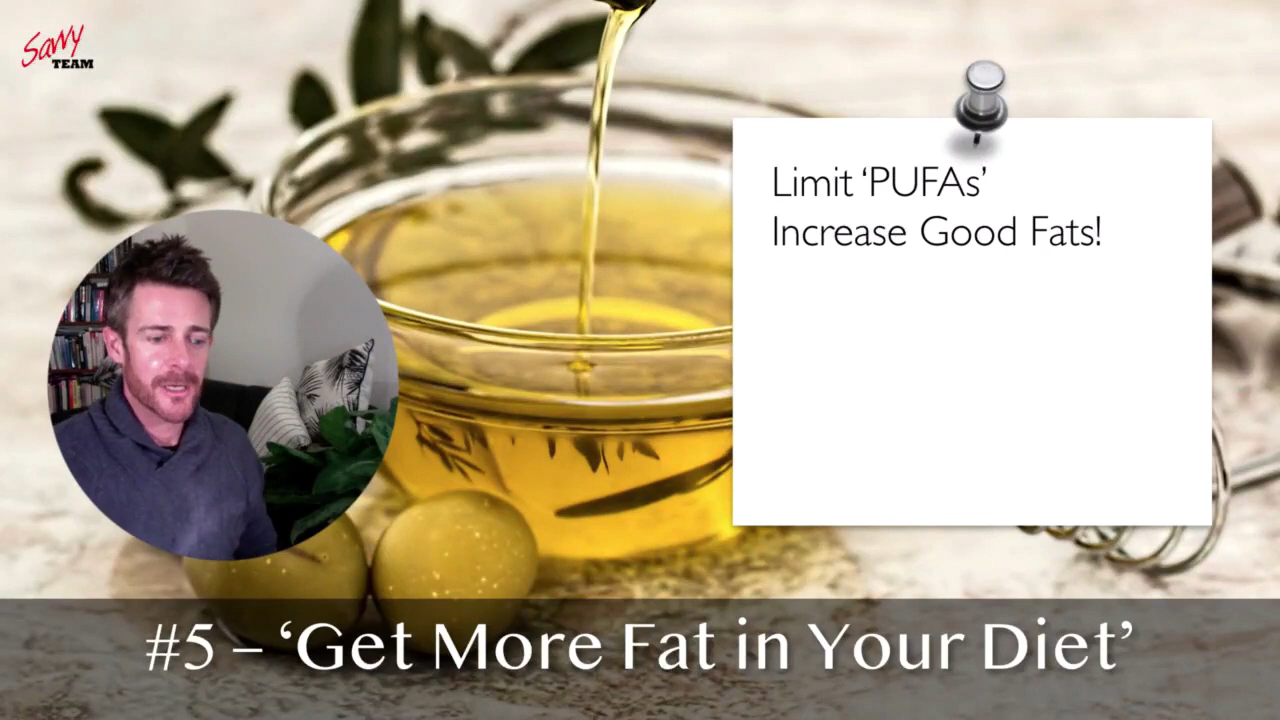 Savvy
TEAM
Limit ‘PUFAs’
Increase Good Fats!
#5 – ‘Get More Fat in Your Diet’